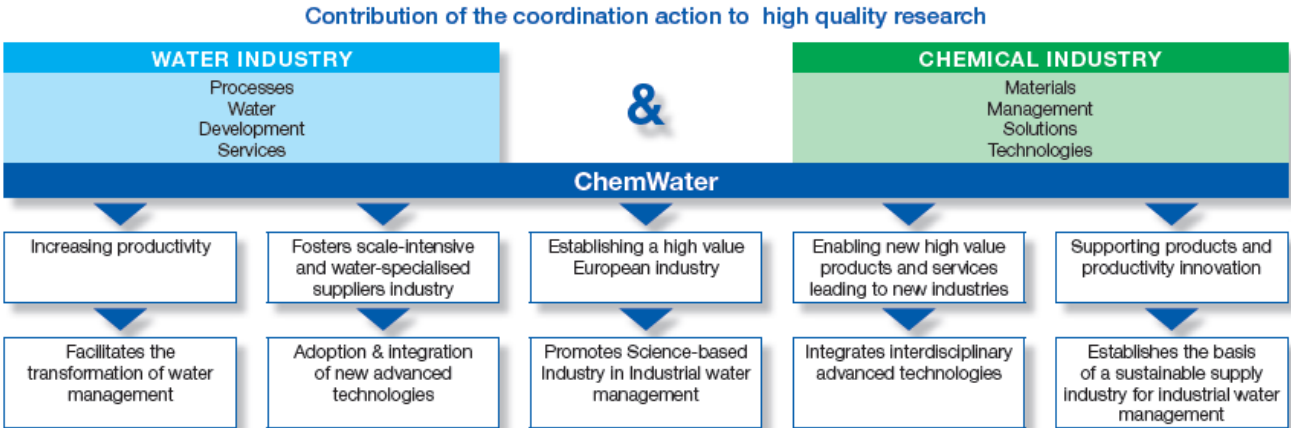 Contribution of the coordination action to high quality research
WATER INDUSTRY
Processes
Water
Development
Services
&
CHEMICAL INDUSTRY
Materials
Management
Solutions
Technologies
ChemWater
Increasing productivity
Fosters scale-intensive
and water-specialised
suppliers industry
Establishing a high value
European industry
Enabling new high value
products and services
leading to new industries
Supporting products and
productivity innovation
Facilitates the
transformation of water
management
Adoption & integration
of new advanced
technologies
Promotes Science-based
Industry in Industrial water
management
Integrates interdisciplinary
advanced technologies
Establishes the basis
of a sustainable supply
industry for industrial water
management